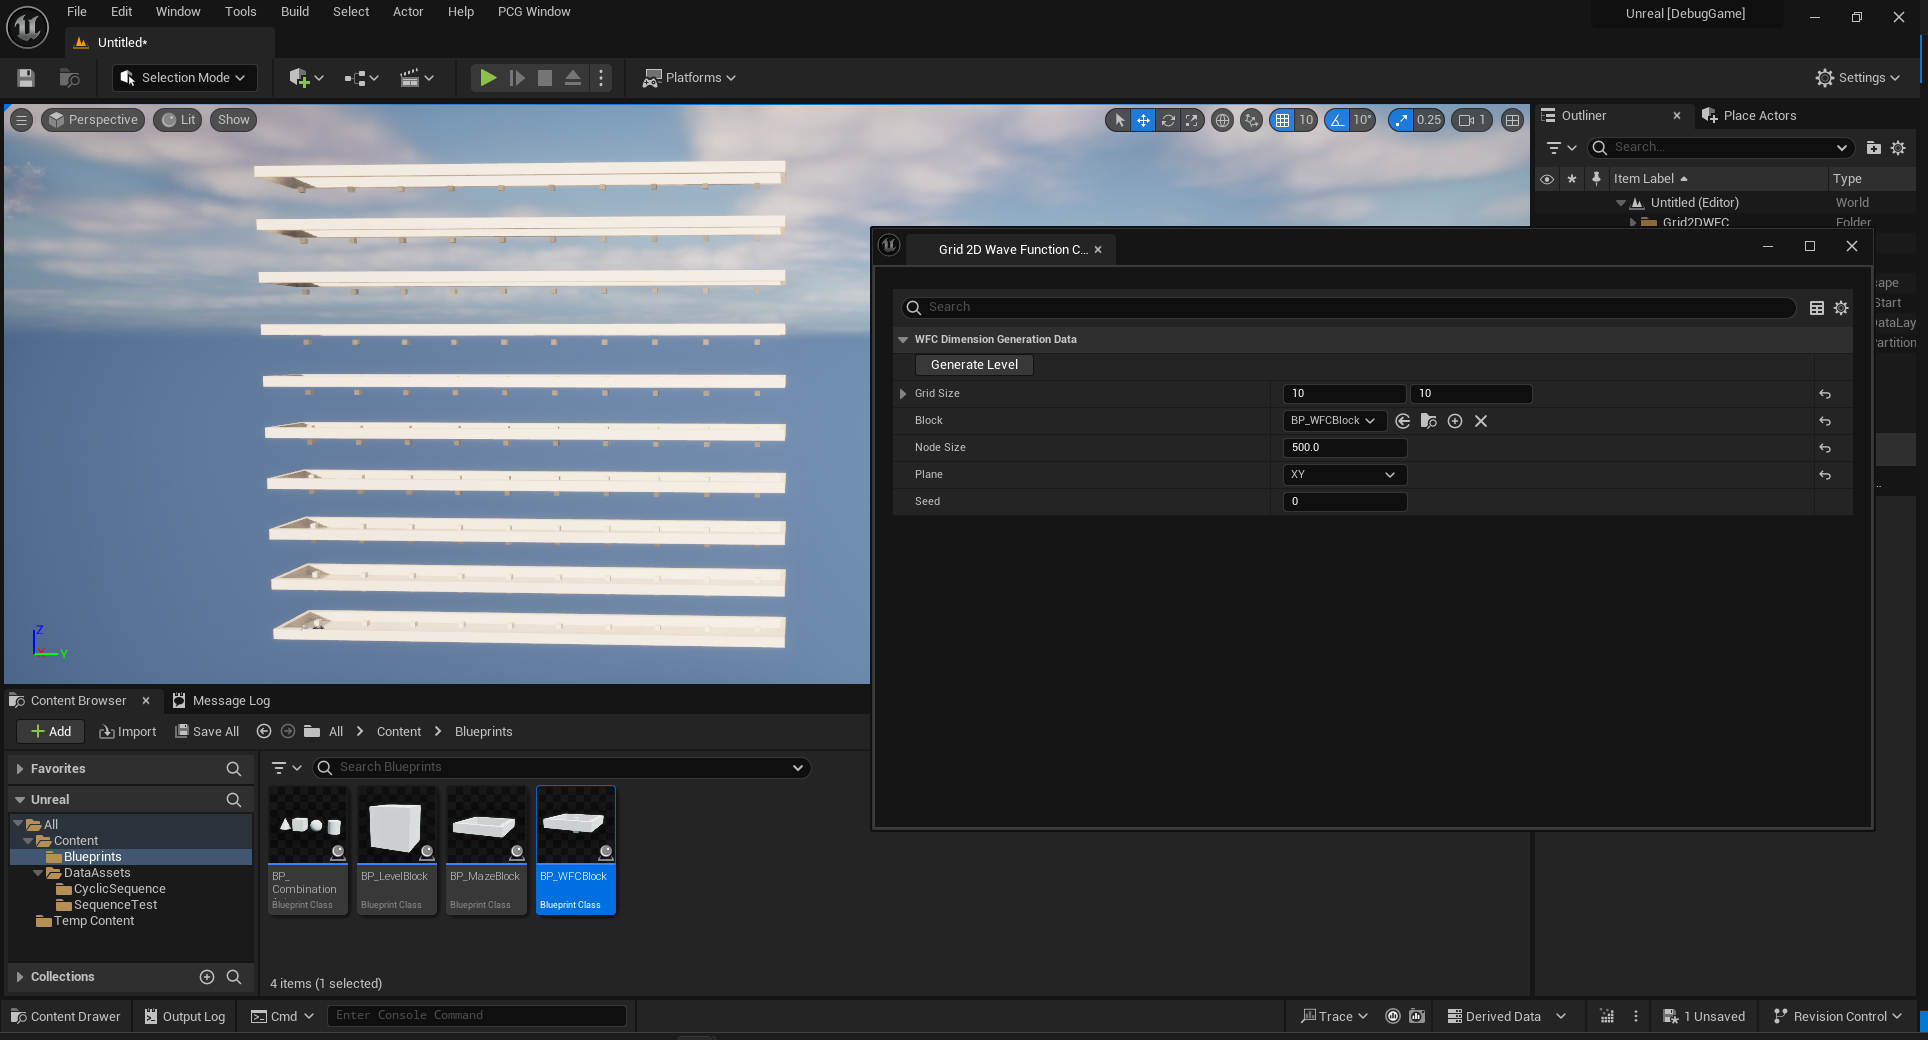 File Edit Window Tools Build Select Actor Help PCG Window
Unreal [DebugGame]
Untitled*
Selection Mode
Platforms
Settings
Perspective Lit Show
10 10° 0.25 1
Outliner
Place Actors
Search...
Item Label Type
Untitled (Editor) World
Grid2DWFC Folder
Grid 2D Wave Function C...
Search
WFC Dimension Generation Data
Generate Level
Grid Size 10 10
Block BP_WFCBlock
Node Size 500.0
Plane XY
Seed 0
cape
Start
DataLay
Partition
Z
Y
Content Browser Message Log
Add Import Save All All Content Blueprints
Favorites
Search Blueprints
Unreal
All
Content
Blueprints
DataAssets
CyclicSequence
SequenceTest
Temp Content
Collections
BP_
Combination
Blueprint Class
BP_LevelBlock
Blueprint Class
BP_MazeBlock
Blueprint Class
BP_WFCBlock
Blueprint Class
4 items (1 selected)
Content Drawer Output Log Cmd Enter Console Command
Trace Derived Data 1 Unsaved Revision Control